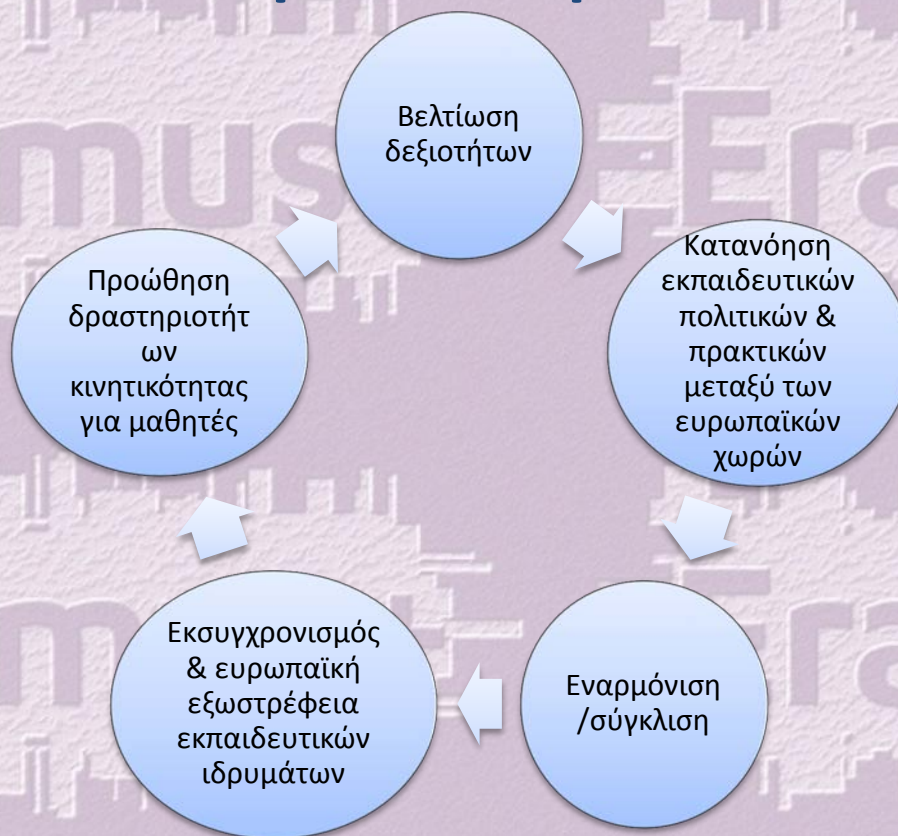 Βελτίωση
δεξιοτήτων
Κατανόηση
εκπαιδευτικών
πολιτικών &
πρακτικών
μεταξύ των
ευρωπαϊκών
χωρών
Εναρμόνιση
/σύγκλιση
Εκσυγχρονισμός
& ευρωπαϊκή
εξωστρέφεια
εκπαιδευτικών
ιδρυμάτων
Προώθηση
δραστηριοτήτ
ων
κινητικότητας
για μαθητές